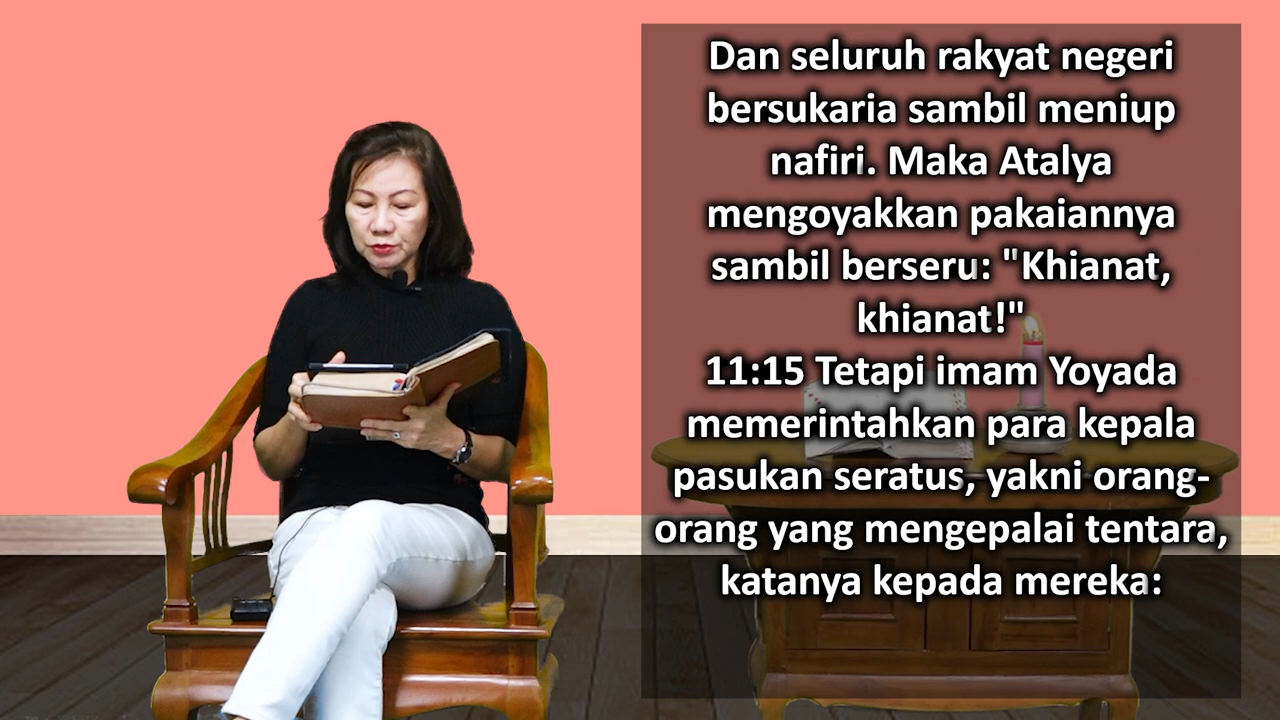 Dan seluruh rakyat negeri
bersukaria sambil meniup
nafiri. Maka Atalya
mengoyakkan pakaiannya
sambil berseru: "Khianat,
khianat!"
11:15 Tetapi imam Yoyada
memerintahkan para kepala
pasukan seratus, yakni orang-
orang yang mengepalai tentara,
katanya kepada mereka: